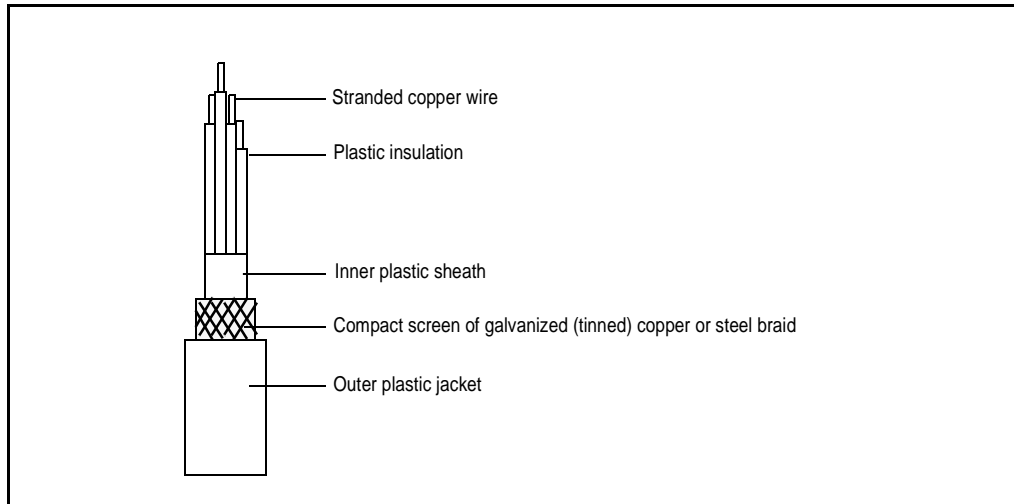 Stranded copper wire
Plastic insulation
Inner plastic sheath
Compact screen of galvanized (tinned) copper or steel braid
Outer plastic jacket